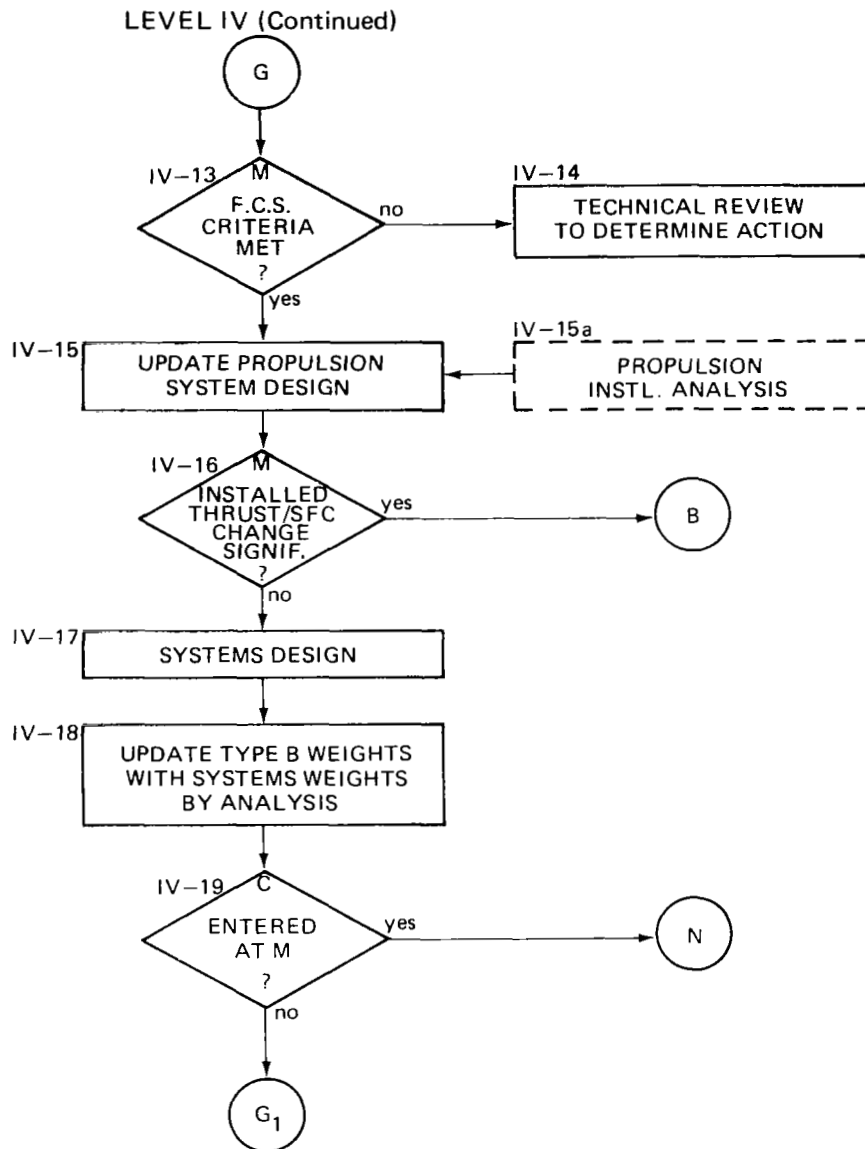 LEVEL IV (Continued)
G
IV-13
M
F.C.S.
CRITERIA
MET
?
no
yes
IV-14
TECHNICAL REVIEW
TO DETERMINE ACTION
IV-15
UPDATE PROPULSION
SYSTEM DESIGN
IV-15a
PROPULSION
INSTL. ANALYSIS
IV-16
M
INSTALLED
THRUST/SFC
CHANGE
SIGNIF.
?
yes
B
no
IV-17
SYSTEMS DESIGN
IV-18
UPDATE TYPE B WEIGHTS
WITH SYSTEMS WEIGHTS
BY ANALYSIS
IV-19
C
ENTERED
AT M
?
yes
N
no
G1